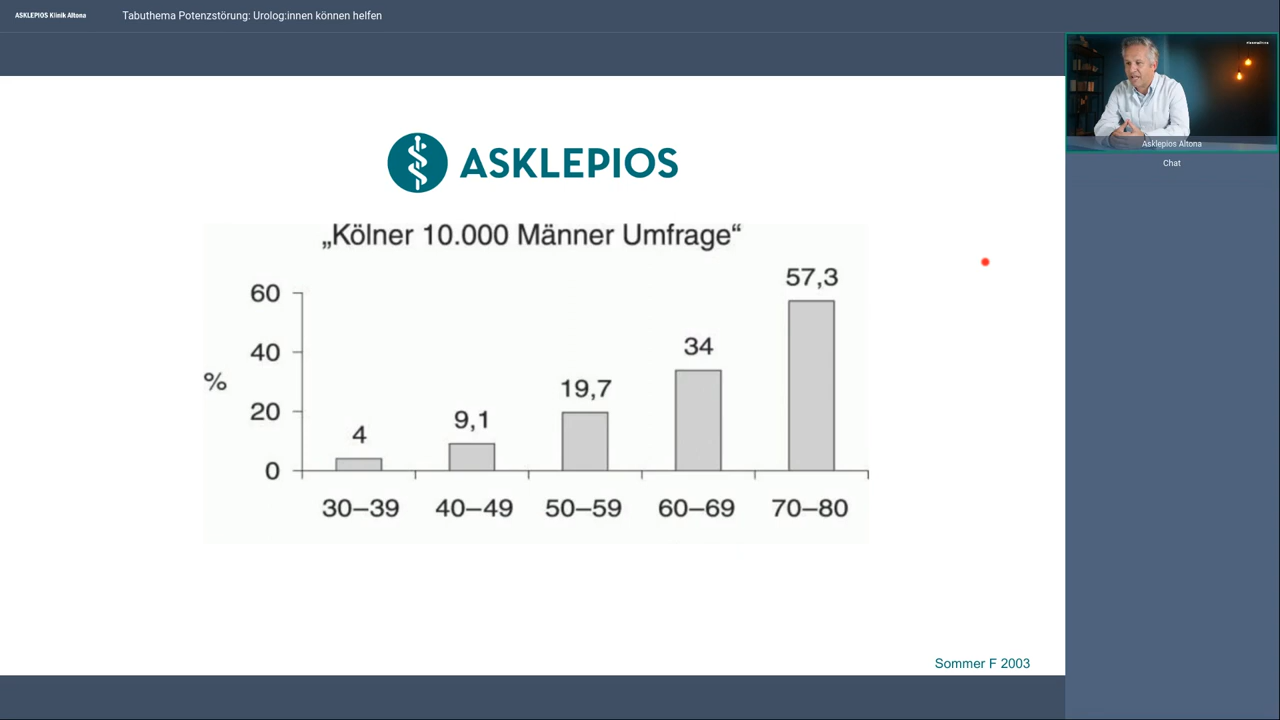 ASKLEPIOS Klinik Altona
Tabuthema Potenzstörung: Urolog:innen können helfen
Asklepios Altona
Chat
ASKLEPIOS
„Kölner 10.000 Männer Umfrage“
57,3
60
34
40
19,7
%
9,1
20
4
0
30–39 40–49 50–59 60–69 70–80
Sommer F 2003